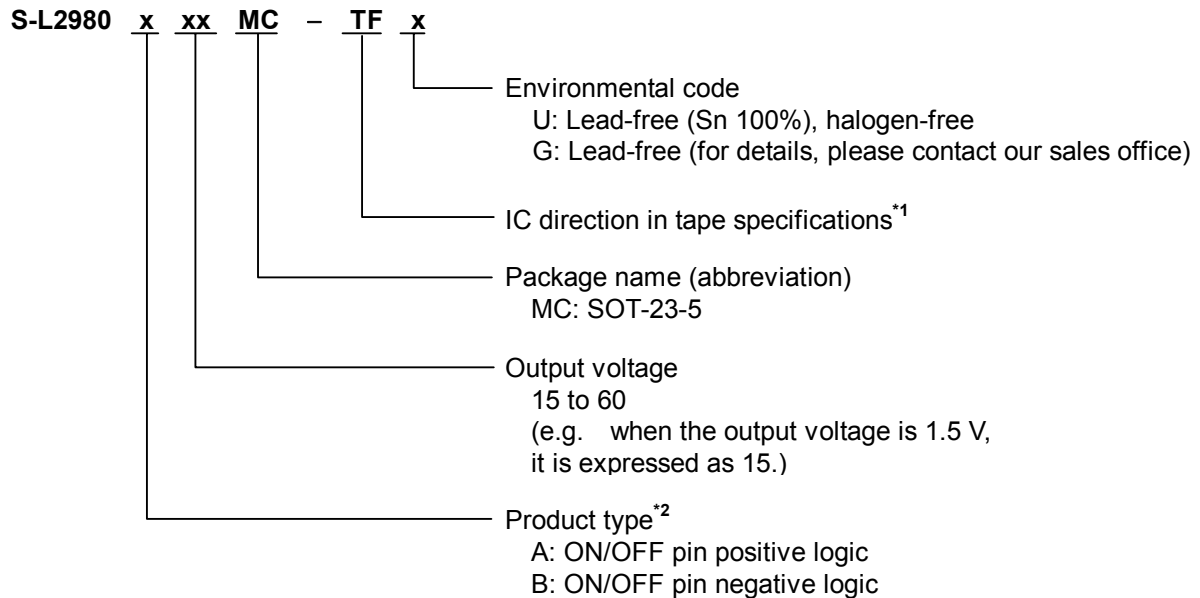 S-L2980 x xx MC – TF x
Environmental code
U: Lead-free (Sn 100%), halogen-free
G: Lead-free (for details, please contact our sales office)
IC direction in tape specifications*1
Package name (abbreviation)
MC: SOT-23-5
Output voltage
15 to 60
(e.g. when the output voltage is 1.5 V,
it is expressed as 15.)
Product type*2
A: ON/OFF pin positive logic
B: ON/OFF pin negative logic